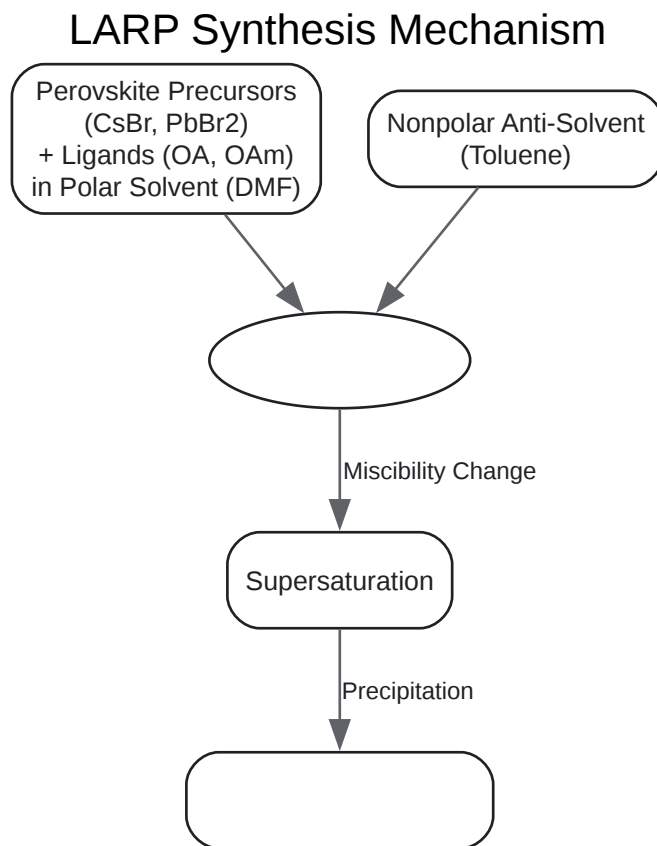 LARP Synthesis Mechanism
Perovskite Precursors
(CsBr, PbBr2)
+ Ligands (OA, OAm)
in Polar Solvent (DMF)
Nonpolar Anti-Solvent
(Toluene)
Miscibility Change
Supersaturation
Precipitation